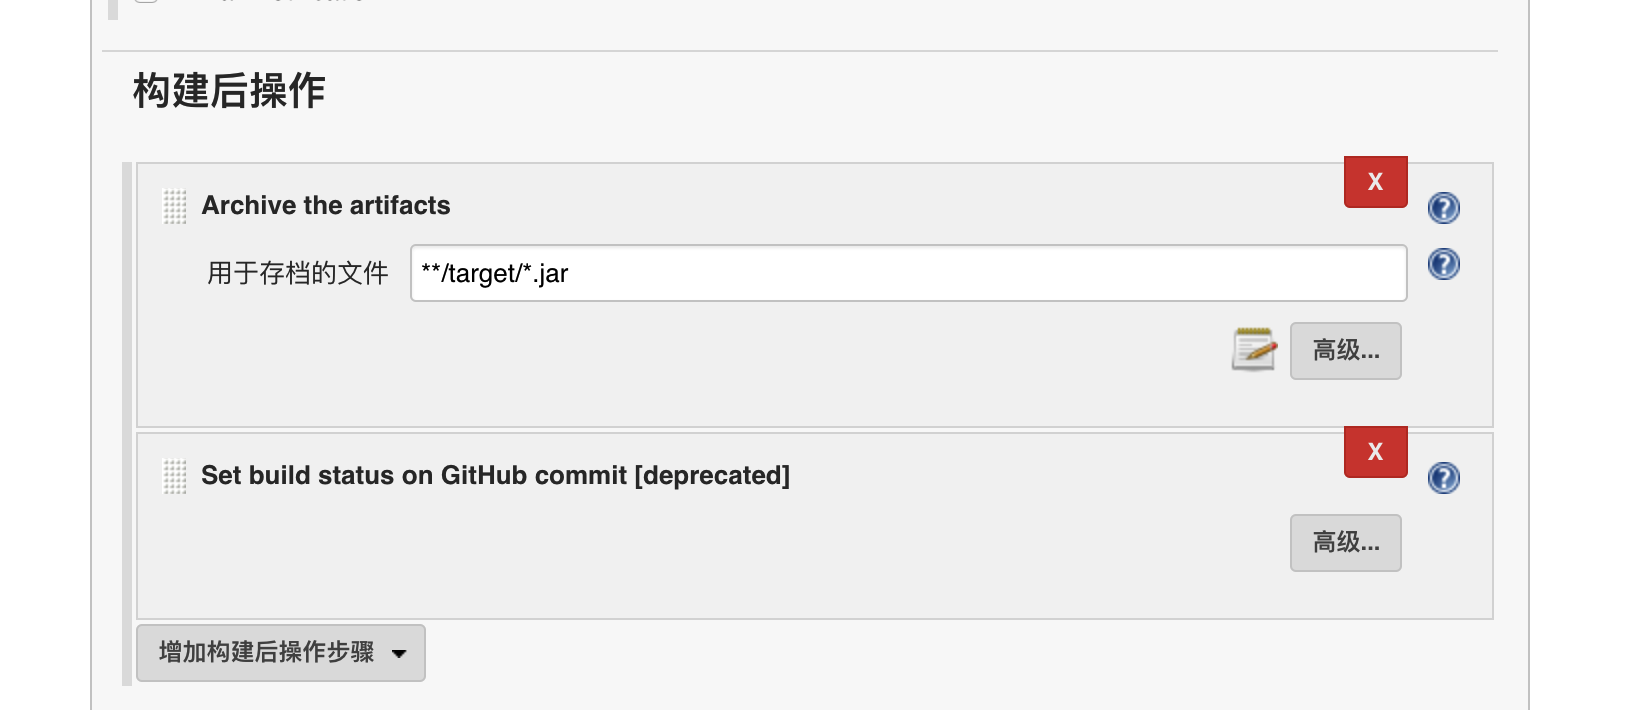 构建后操作
X
Archive the artifacts
用于存档的文件 **/target/*.jar
高级...
X
Set build status on GitHub commit [deprecated]
高级...
增加构建后操作步骤